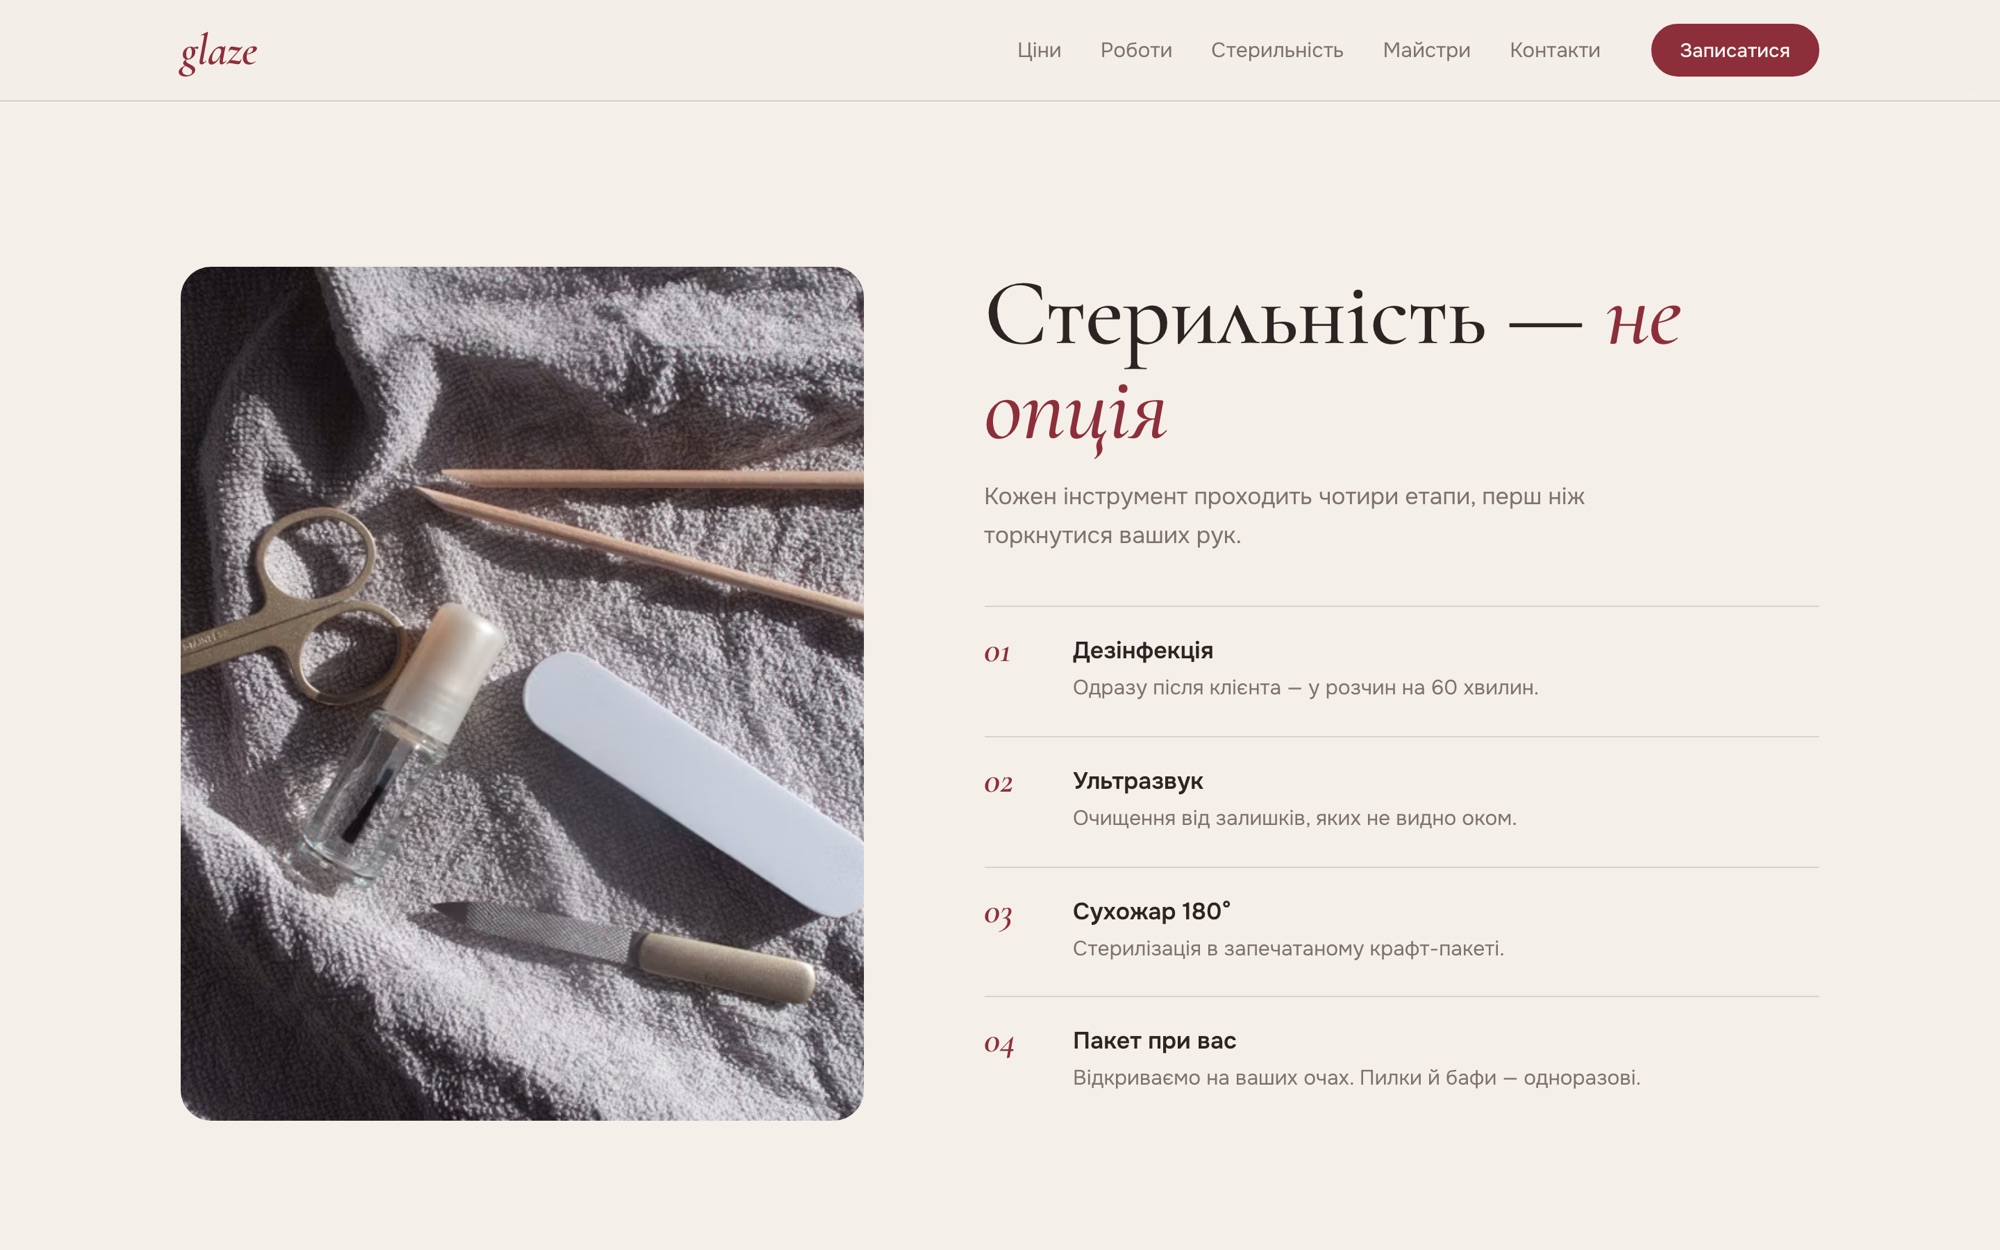 glaze
Ціни Роботи Стерильність Майстри Контакти Записатися
Стерильність — не
опція
Кожен інструмент проходить чотири етапи, перш ніж
торкнутися ваших рук.
01 Дезінфекція
Одразу після клієнта — у розчин на 60 хвилин.
02 Ультразвук
Очищення від залишків, яких не видно оком.
03 Сухожар 180°
Стерилізація в запечатаному крафт-пакеті.
04 Пакет при вас
Відкриваємо на ваших очах. Пилки й бафи — одноразові.